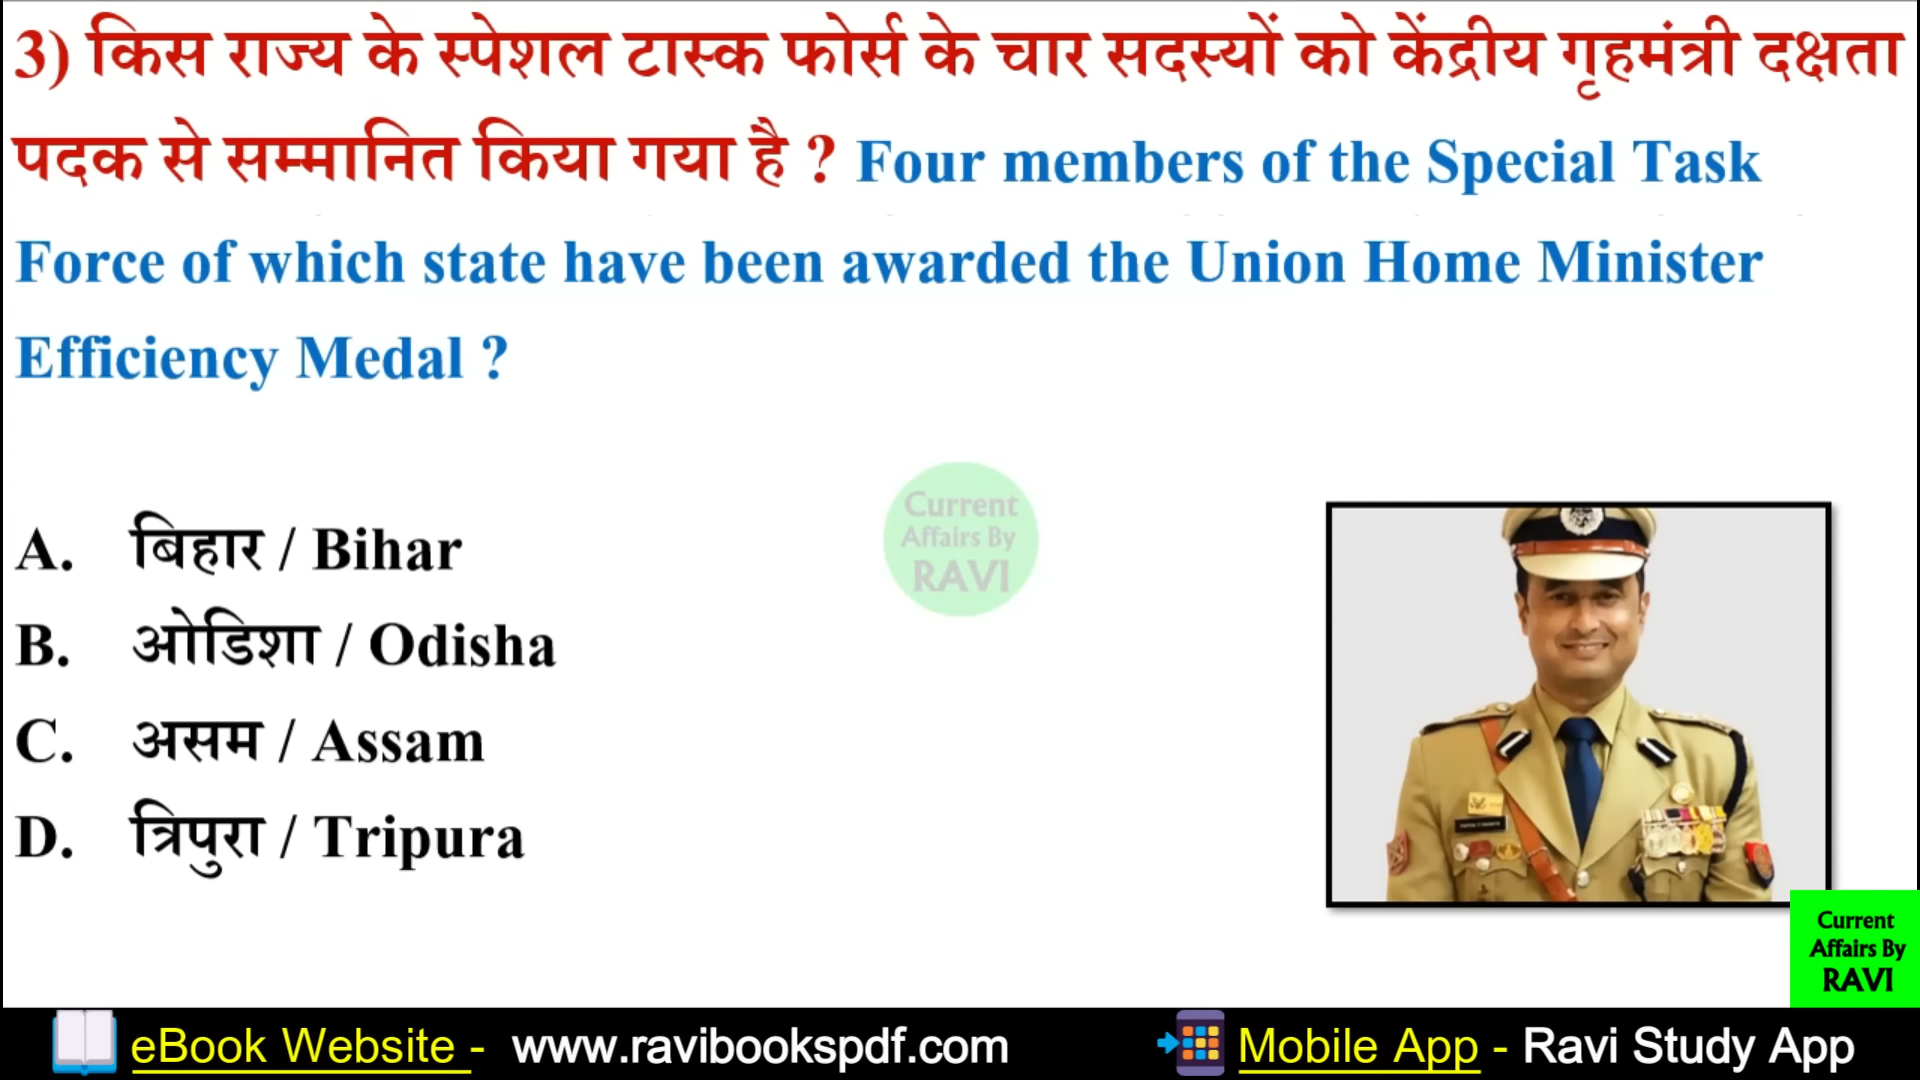 3) किस राज्य के स्पेशल टास्क फोर्स के चार सदस्यों को केंद्रीय गृहमंत्री दक्षता
पदक से सम्मानित किया गया है ? Four members of the Special Task
Force of which state have been awarded the Union Home Minister
Efficiency Medal ?
Current
Affairs By
RAVI
A. बिहार / Bihar
B. ओडिशा / Odisha
C. असम / Assam
D. त्रिपुरा / Tripura
Current
Affairs By
RAVI
eBook Website - www.ravibookspdf.com
Mobile App - Ravi Study App